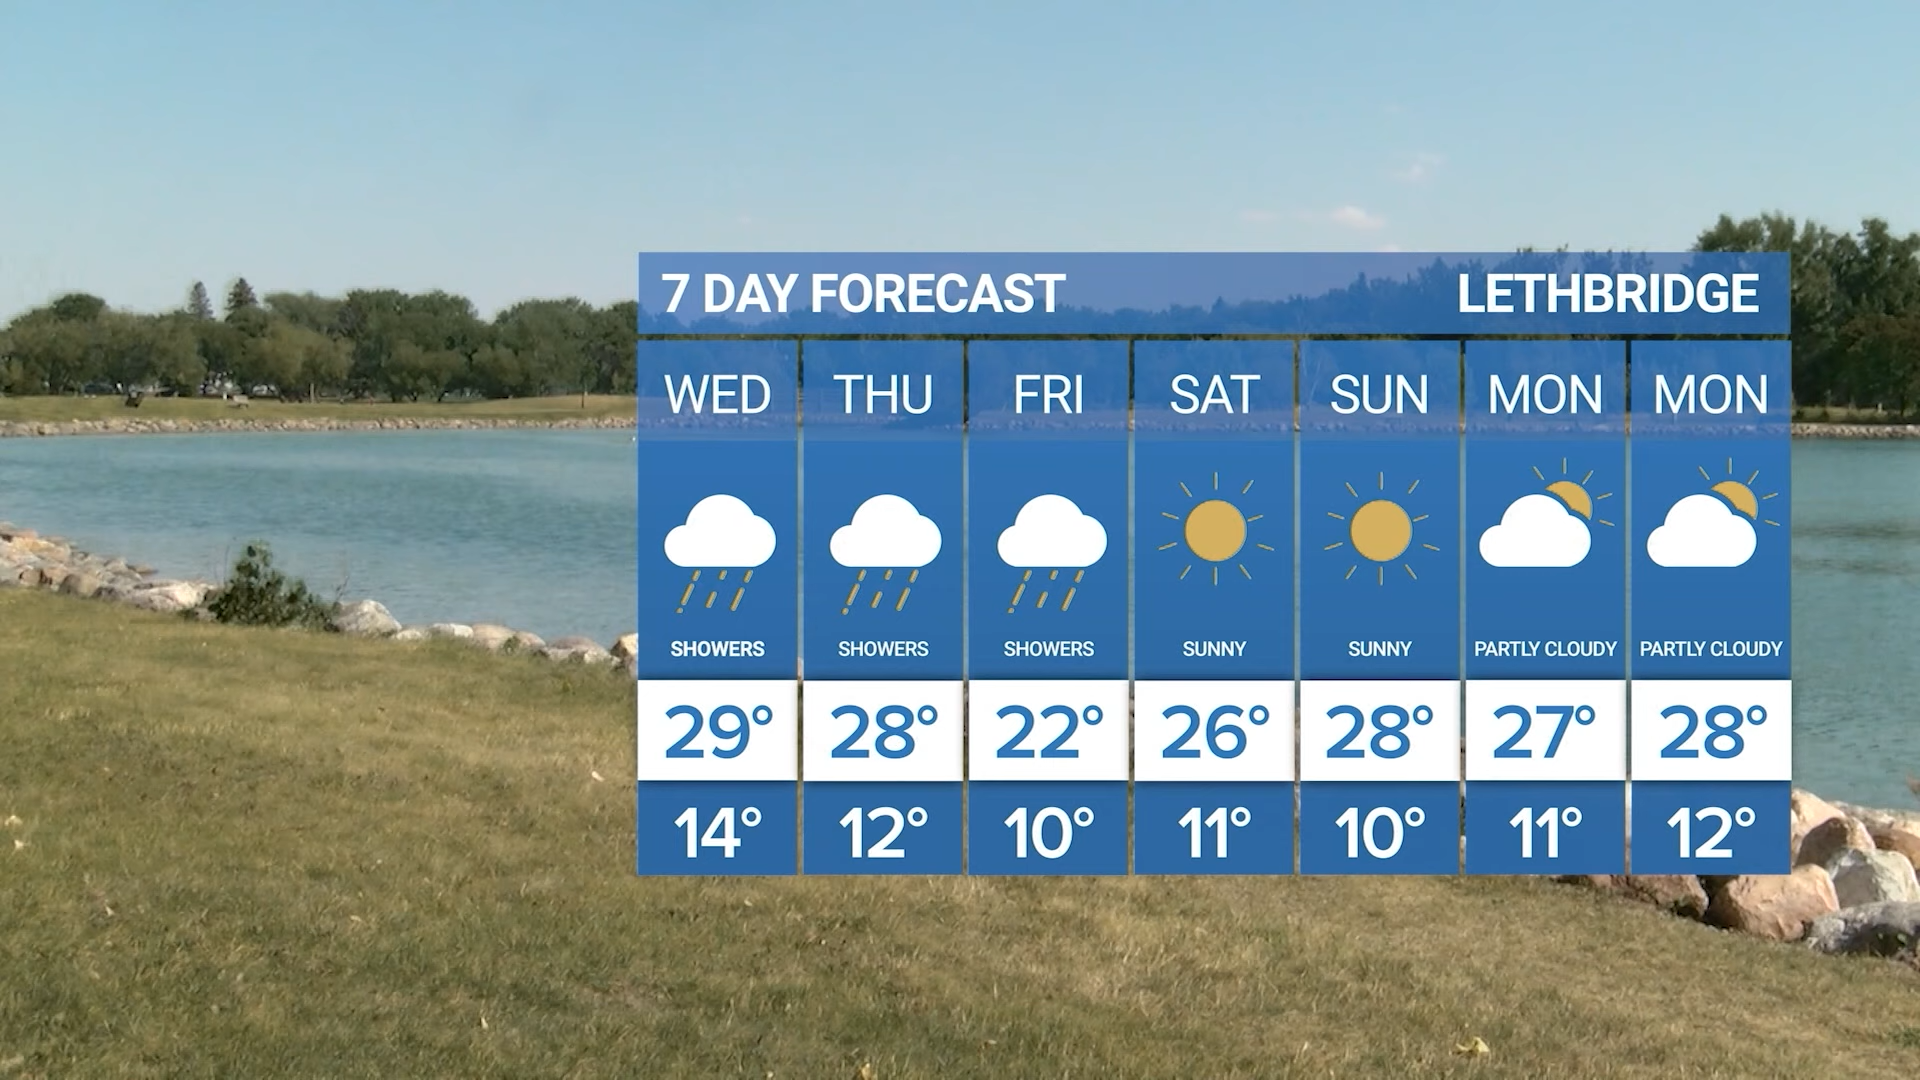 7 DAY FORECAST LETHBRIDGE
WED THU FRI SAT SUN MON MON
SHOWERS SHOWERS SHOWERS SUNNY SUNNY PARTLY CLOUDY PARTLY CLOUDY
29° 28° 22° 26° 28° 27° 28°
14° 12° 10° 11° 10° 11° 12°